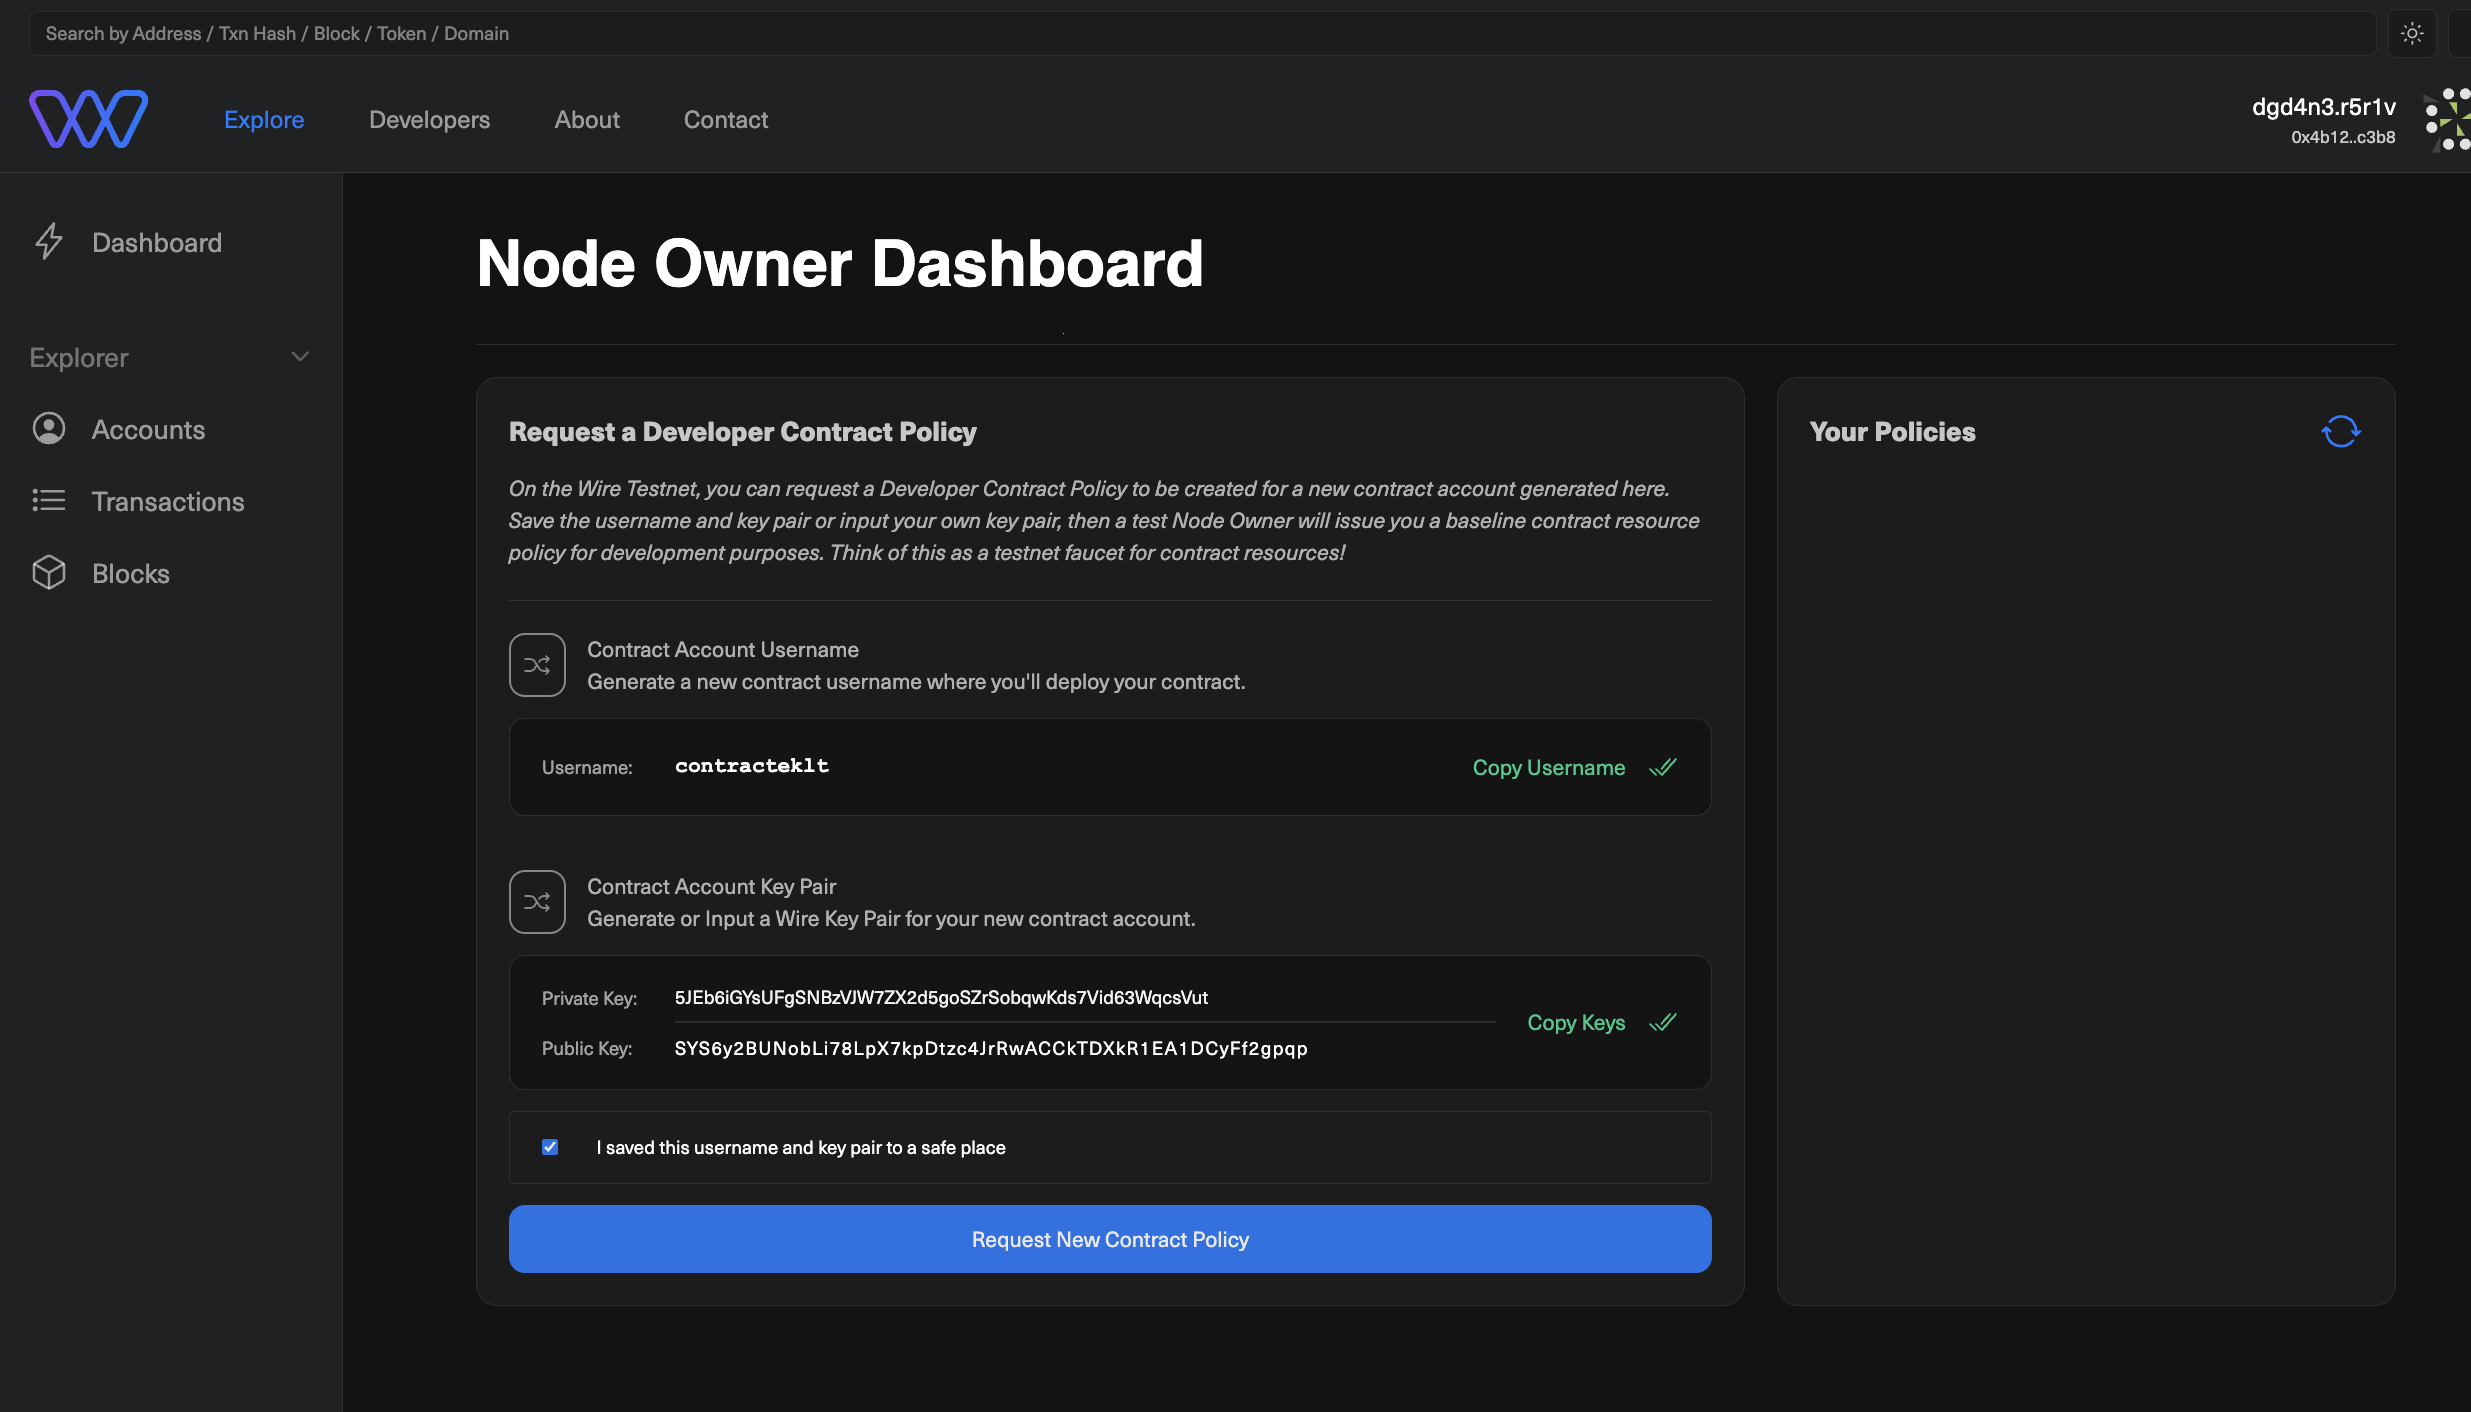 Search by Address / Txn Hash / Block / Token / Domain
Explore
Developers
About
Contact
dgd4n3.r5r1v
0x4b12..c3b8
Dashboard
Explorer
Accounts
Transactions
Blocks
Node Owner Dashboard
Request a Developer Contract Policy
On the Wire Testnet, you can request a Developer Contract Policy to be created for a new contract account generated here.
Save the username and key pair or input your own key pair, then a test Node Owner will issue you a baseline contract resource
policy for development purposes. Think of this as a testnet faucet for contract resources!
Contract Account Username
Generate a new contract username where you'll deploy your contract.
Username: contracteklt
Copy Username
Contract Account Key Pair
Generate or Input a Wire Key Pair for your new contract account.
Private Key: 5JEb6iGYsUFgSNBzVJW7ZX2d5goSZrSobqwKds7Vid63WqcsVut
Copy Keys
Public Key: SYS6y2BUNobLi78LpX7kpDtzc4JrRwACCkTDXkR1EA1DCyFf2gpqp
I saved this username and key pair to a safe place
Request New Contract Policy
Your Policies